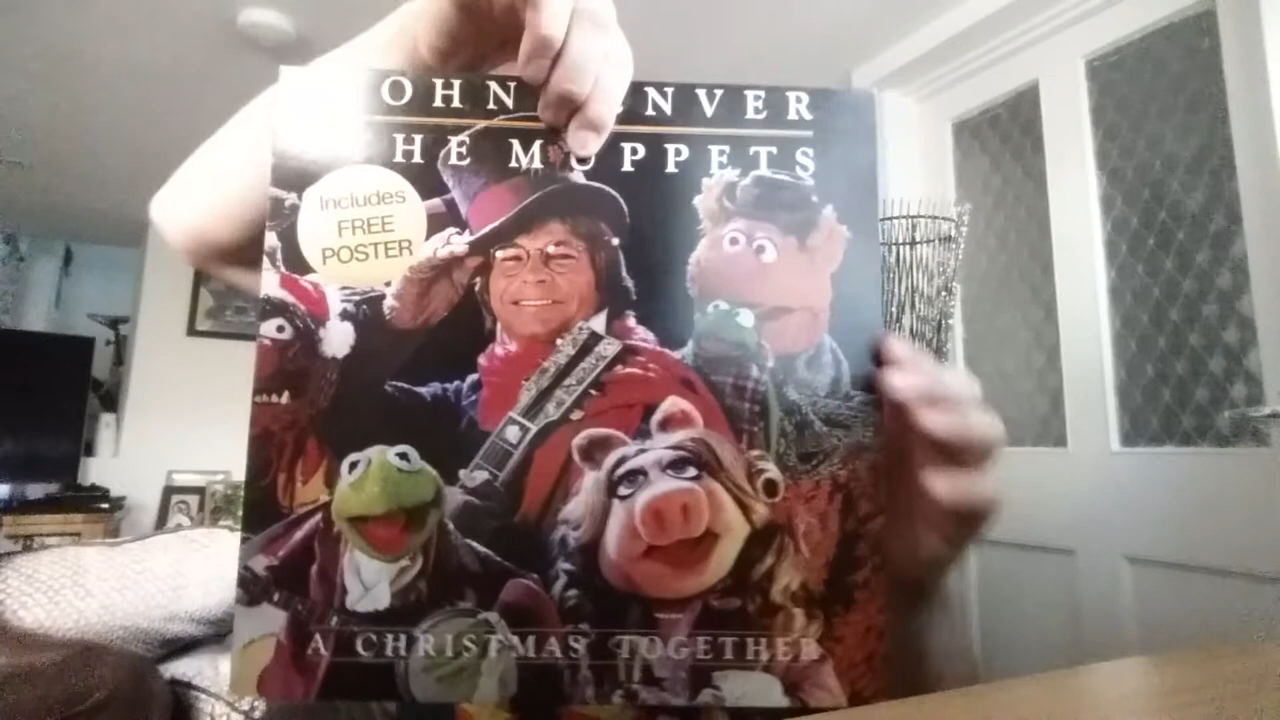 OHN ENVER
HE MUPPETS
Includes
FREE
POSTER
A CHRISTMAS TOGETHER